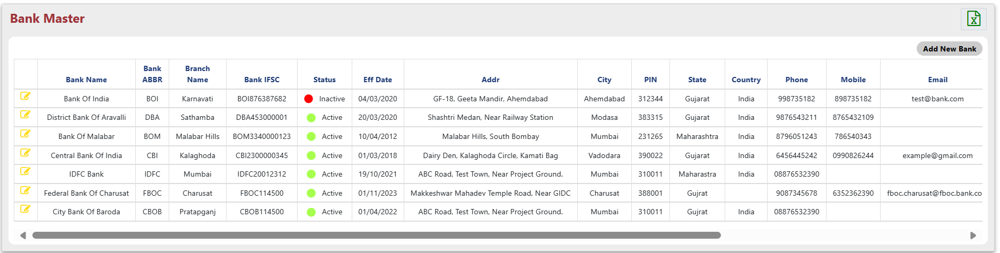 Bank Master
Add New Bank
Bank Name Bank ABBR Branch Name Bank IFSC Status Eff Date Addr City PIN State Country Phone Mobile Email
Bank Of India BOI Karnavati BOI876387682 Inactive 04/03/2020 GF-18, Geeta Mandir, Ahemdabad Ahemdabad 312344 Gujarat India 998735182 898735182 test@bank.com
District Bank Of Aravalli DBA Sathamba DBA453000001 Active 20/03/2020 Shashtri Medan, Near Railway Station Modasa 383315 Gujarat India 9876543211 8765432109
Bank Of Malabar BOM Malabar Hills BOM3340000123 Active 10/04/2012 Malabar Hills, South Bombay Mumbai 231265 Maharashtra India 8796051243 786540343
Central Bank Of India CBI Kalaghoda CBI2300000345 Active 01/03/2018 Dairy Den, Kalaghoda Circle, Kamati Bag Vadodara 390022 Gujarat India 6456445242 0990826244 example@gmail.com
IDFC Bank IDFC Mumbai IDFC20012312 Active 19/10/2021 ABC Road, Test Town, Near Project Ground. Mumbai 310011 Maharastra India 08876532390
Federal Bank Of Charusat FBOC Charusat FBOC114500 Active 01/11/2023 Makkeshwar Mahadev Temple Road, Near GIDC Charusat 388001 Gujrat 9087345678 6352362390 fboc.charusat@fboc.bank.co
City Bank Of Baroda CBOB Pratapganj CBOB114500 Active 01/04/2022 ABC Road, Test Town, Near Project Ground. Mumbai 310011 Gujrat India 08876532390